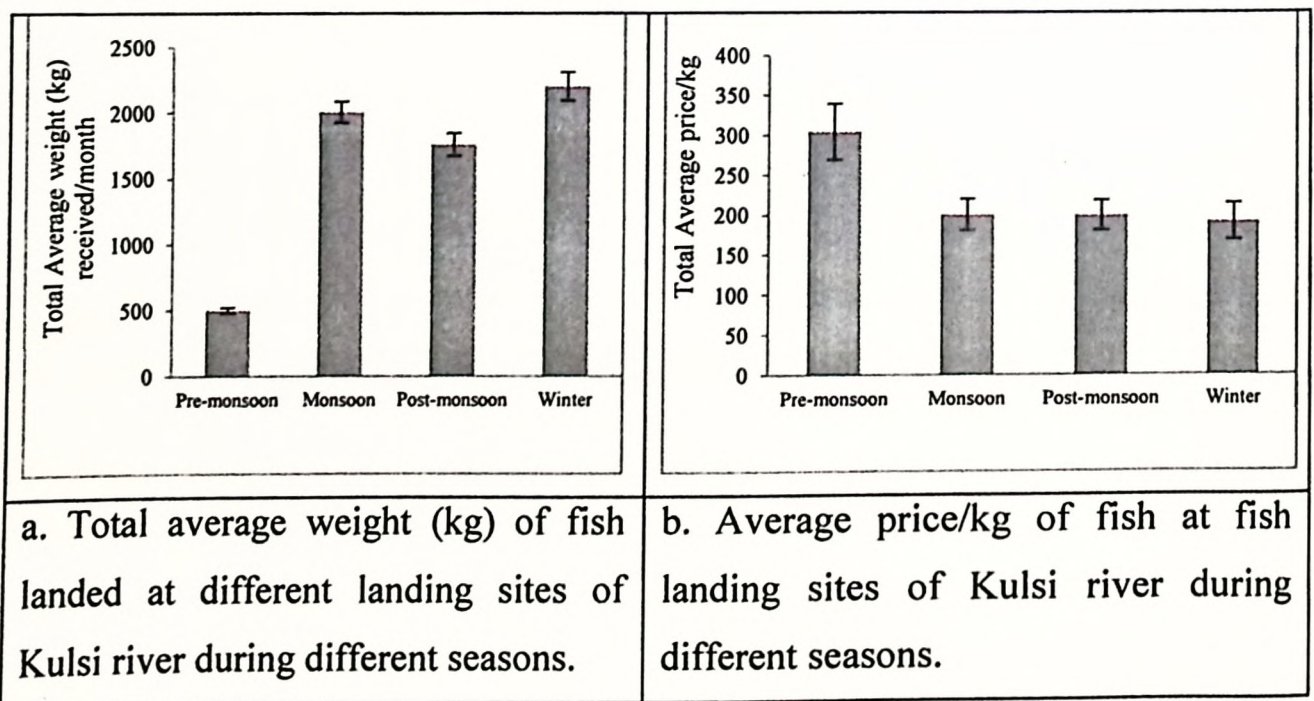 Total Average weight (kg)
received/month
2500
2000
1500
1000
500
0
Pre-monsoon Monsoon Post-monsoon Winter
Total Average price/kg
400
350
300
250
200
150
100
50
0
Pre-monsoon Monsoon Post-monsoon Winter
a. Total average weight (kg) of fish
landed at different landing sites of
Kulsi river during different seasons.
b. Average price/kg of fish at fish
landing sites of Kulsi river during
different seasons.